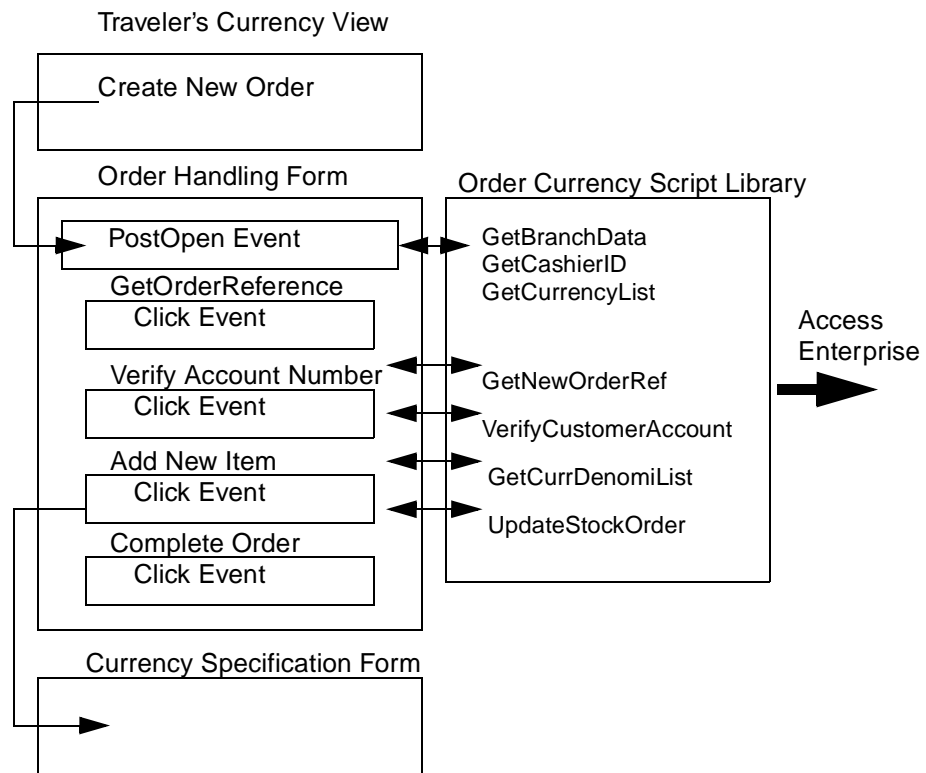 Traveler's Currency View
Create New Order
Order Handling Form
PostOpen Event
GetOrderReference
Click Event
Verify Account Number
Click Event
Add New Item
Click Event
Complete Order
Click Event
Currency Specification Form
Order Currency Script Library
GetBranchData
GetCashierID
GetCurrencyList
GetNewOrderRef
VerifyCustomerAccount
GetCurrDenomiList
UpdateStockOrder
Access
Enterprise